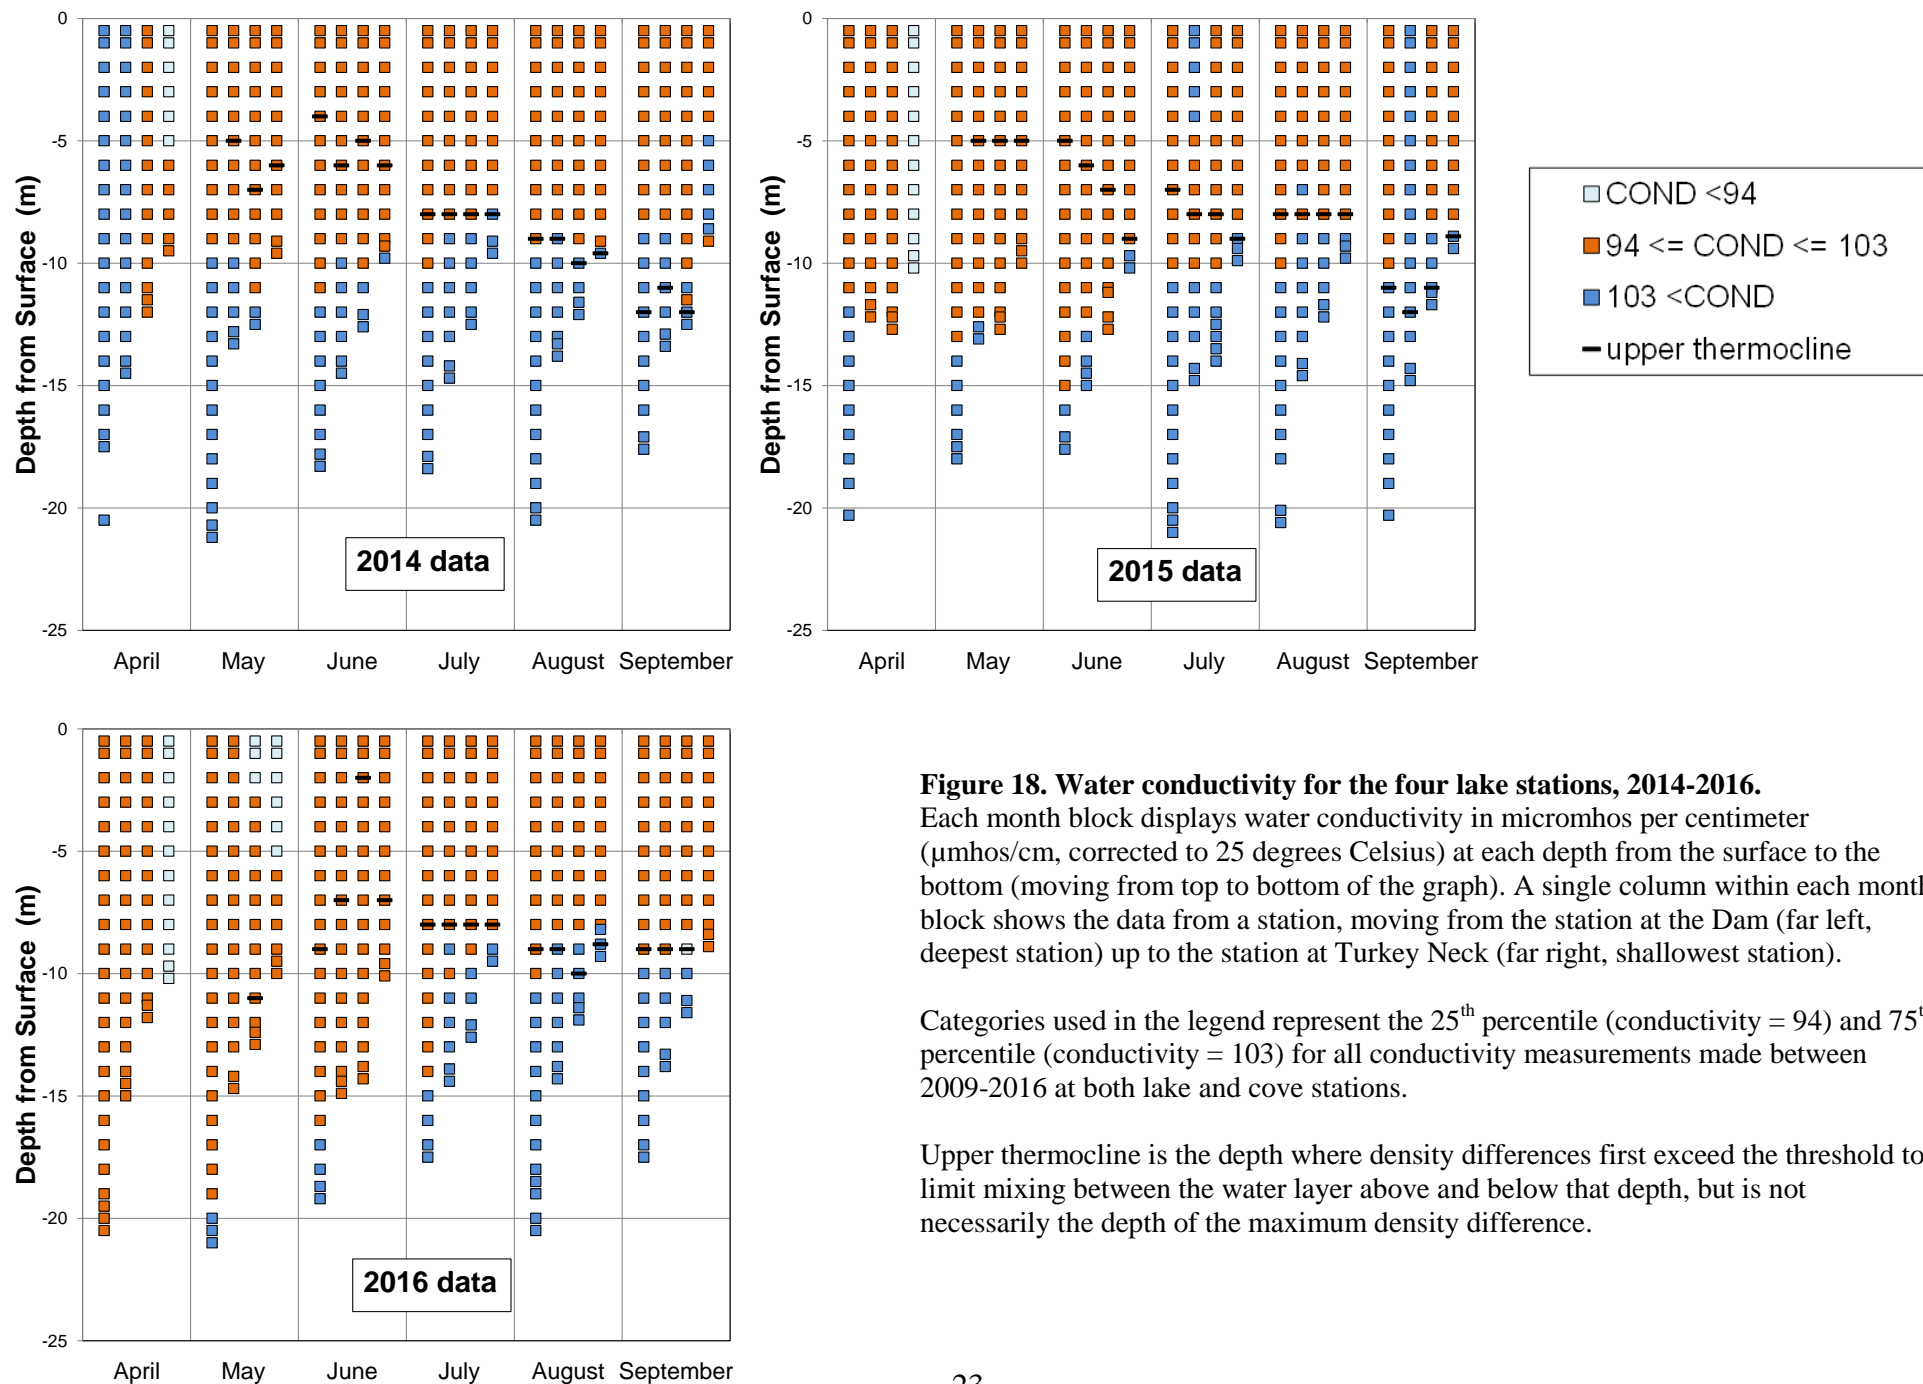 0
-5
-10
-15
-20
-25
Depth from Surface (m)
2014 data
April May June July August September
0
-5
-10
-15
-20
-25
Depth from Surface (m)
2015 data
April May June July August September
COND <94
94 <= COND <= 103
103 <COND
upper thermocline
0
-5
-10
-15
-20
-25
Depth from Surface (m)
2016 data
April May June July August September
Figure 18. Water conductivity for the four lake stations, 2014-2016.
Each month block displays water conductivity in micromhos per centimeter
(µmhos/cm, corrected to 25 degrees Celsius) at each depth from the surface to the
bottom (moving from top to bottom of the graph). A single column within each month
block shows the data from a station, moving from the station at the Dam (far left,
deepest station) up to the station at Turkey Neck (far right, shallowest station).
Categories used in the legend represent the 25th percentile (conductivity = 94) and 75t
percentile (conductivity = 103) for all conductivity measurements made between
2009-2016 at both lake and cove stations.
Upper thermocline is the depth where density differences first exceed the threshold to
limit mixing between the water layer above and below that depth, but is not
necessarily the depth of the maximum density difference.
23